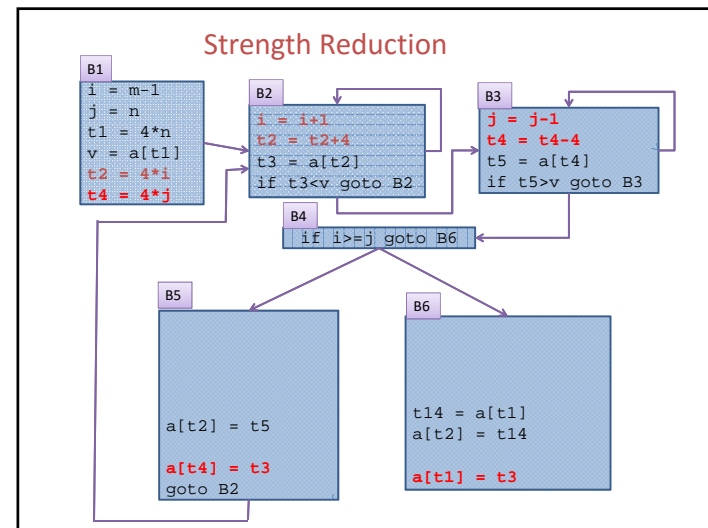 Strength Reduction
B1
i = m-1
j = n
t1 = 4*n
v = a[t1]
t2 = 4*i
t4 = 4*j
B2
i = i+1
t2 = t2+4
t3 = a[t2]
if t3<v goto B2
B3
j = j-1
t4 = t4-4
t5 = a[t4]
if t5>v goto B3
B4
if i>=j goto B6
B5
a[t2] = t5
a[t4] = t3
goto B2
B6
t14 = a[t1]
a[t2] = t14
a[t1] = t3